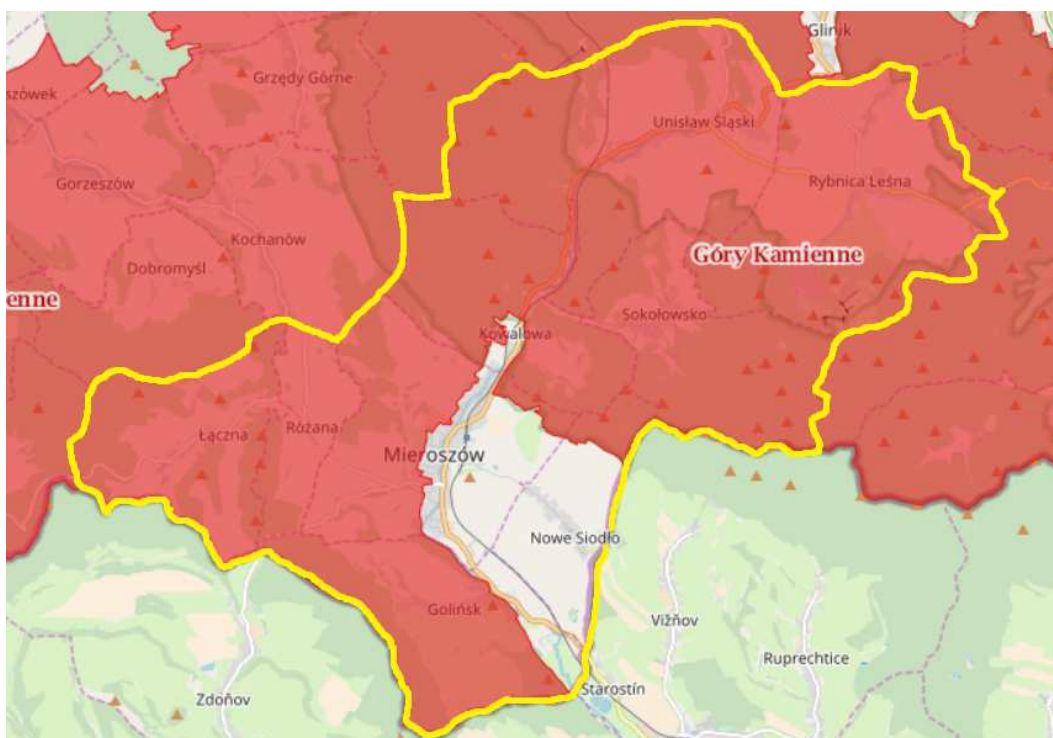 Glinik
Grzędy Górne
szówek
Unisław Śląski
Gorzeszów
Rybnica Leśna
Kochanów
Góry Kamienne
Dobromyśl
enne
Sokołowsko
Kowalowa
Różana
Łączna
Mieroszów
Nowe Siodło
Golińsk
Vižňov
Ruprechtice
Zdoňov
Starostín